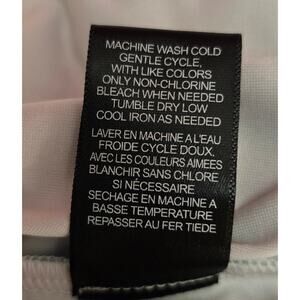 MACHINE WASH COLD
GENTLE CYCLE,
WITH LIKE COLORS
ONLY NON-CHLORINE
BLEACH WHEN NEEDED
TUMBLE DRY LOW
COOL IRON AS NEEDED
LAVER EN MACHINE A L'EAU
FROIDE CYCLE DOUX.
AVEC LES COULEURS AIMEES
BLANCHIR SANS CHLORE
SI NÉCESSAIRE
SECHAGE EN MACHINE A
BASSE TEMPERATURE
REPASSER AU FER TIEDE